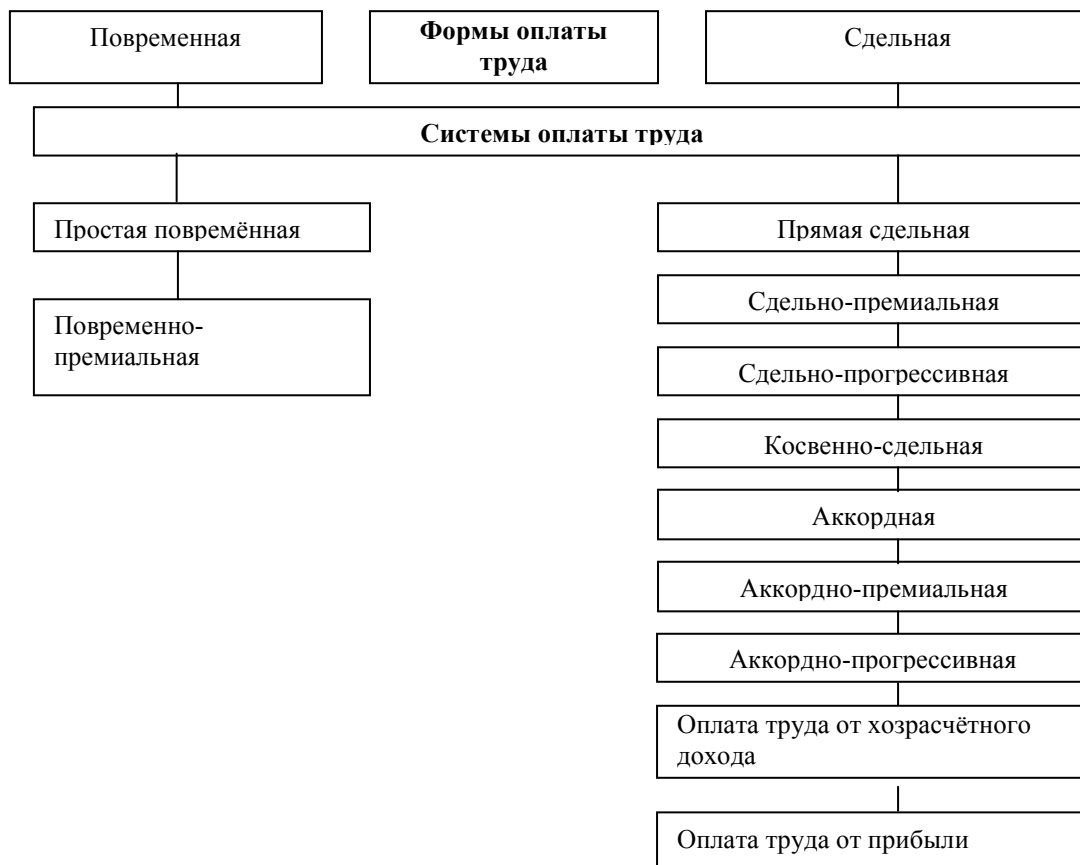 Повременная
Формы оплаты
труда
Сдельная
Системы оплаты труда
Простая повремённая
Повременно-
премиальная
Прямая сдельная
Сдельно-премиальная
Сдельно-прогрессивная
Косвенно-сдельная
Аккордная
Аккордно-премиальная
Аккордно-прогрессивная
Оплата труда от хозрасчётного
дохода
Оплата труда от прибыли